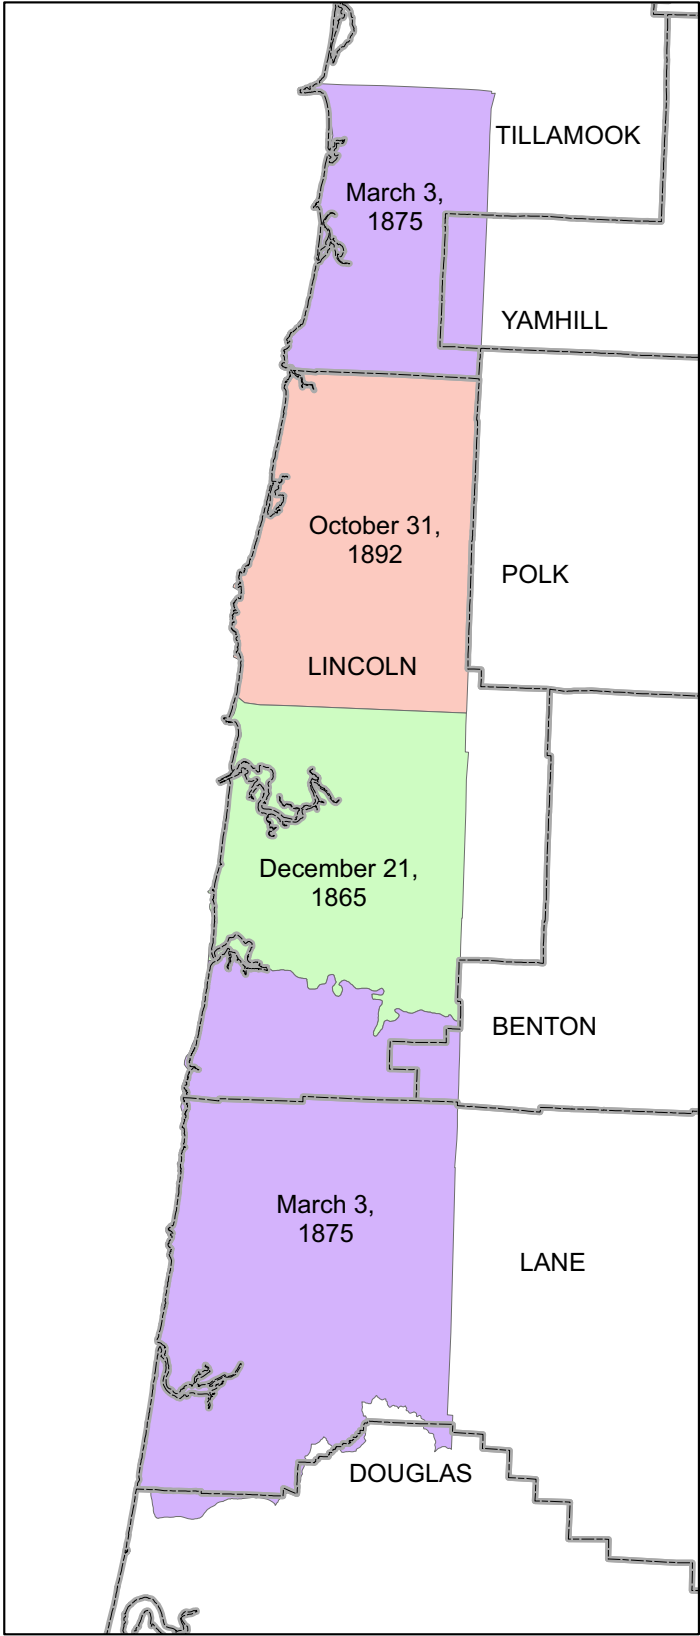 TILLAMOOK
March 3,
1875
YAMHILL
October 31,
1892
POLK
LINCOLN
December 21,
1865
BENTON
March 3,
1875
LANE
DOUGLAS